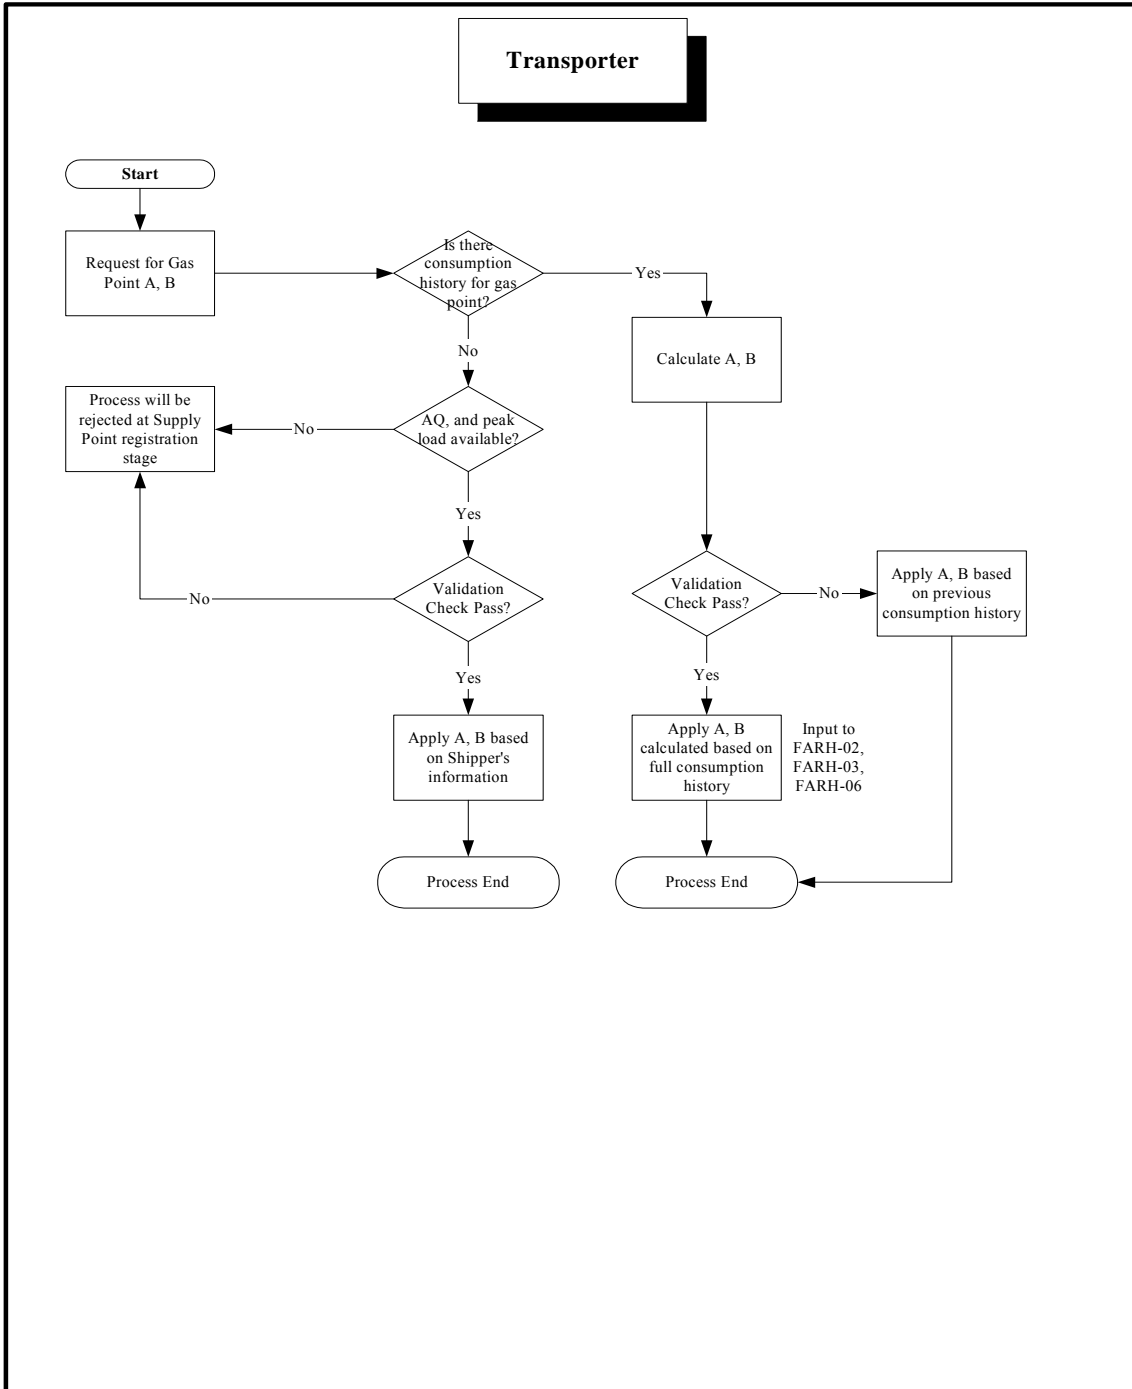 Transporter
Start
Request for Gas
Point A, B
Is there
consumption
history for gas
point?
Yes
No
Calculate A, B
Process will be
rejected at Supply
Point registration
stage
No
AQ, and peak
load available?
Yes
Validation
Check Pass?
No
Validation
Check Pass?
No
Apply A, B based
on previous
consumption history
Yes
Yes
Apply A, B based
on Shipper's
information
Apply A, B
calculated based on
full consumption
history
Input to
FARH-02,
FARH-03,
FARH-06
Process End
Process End